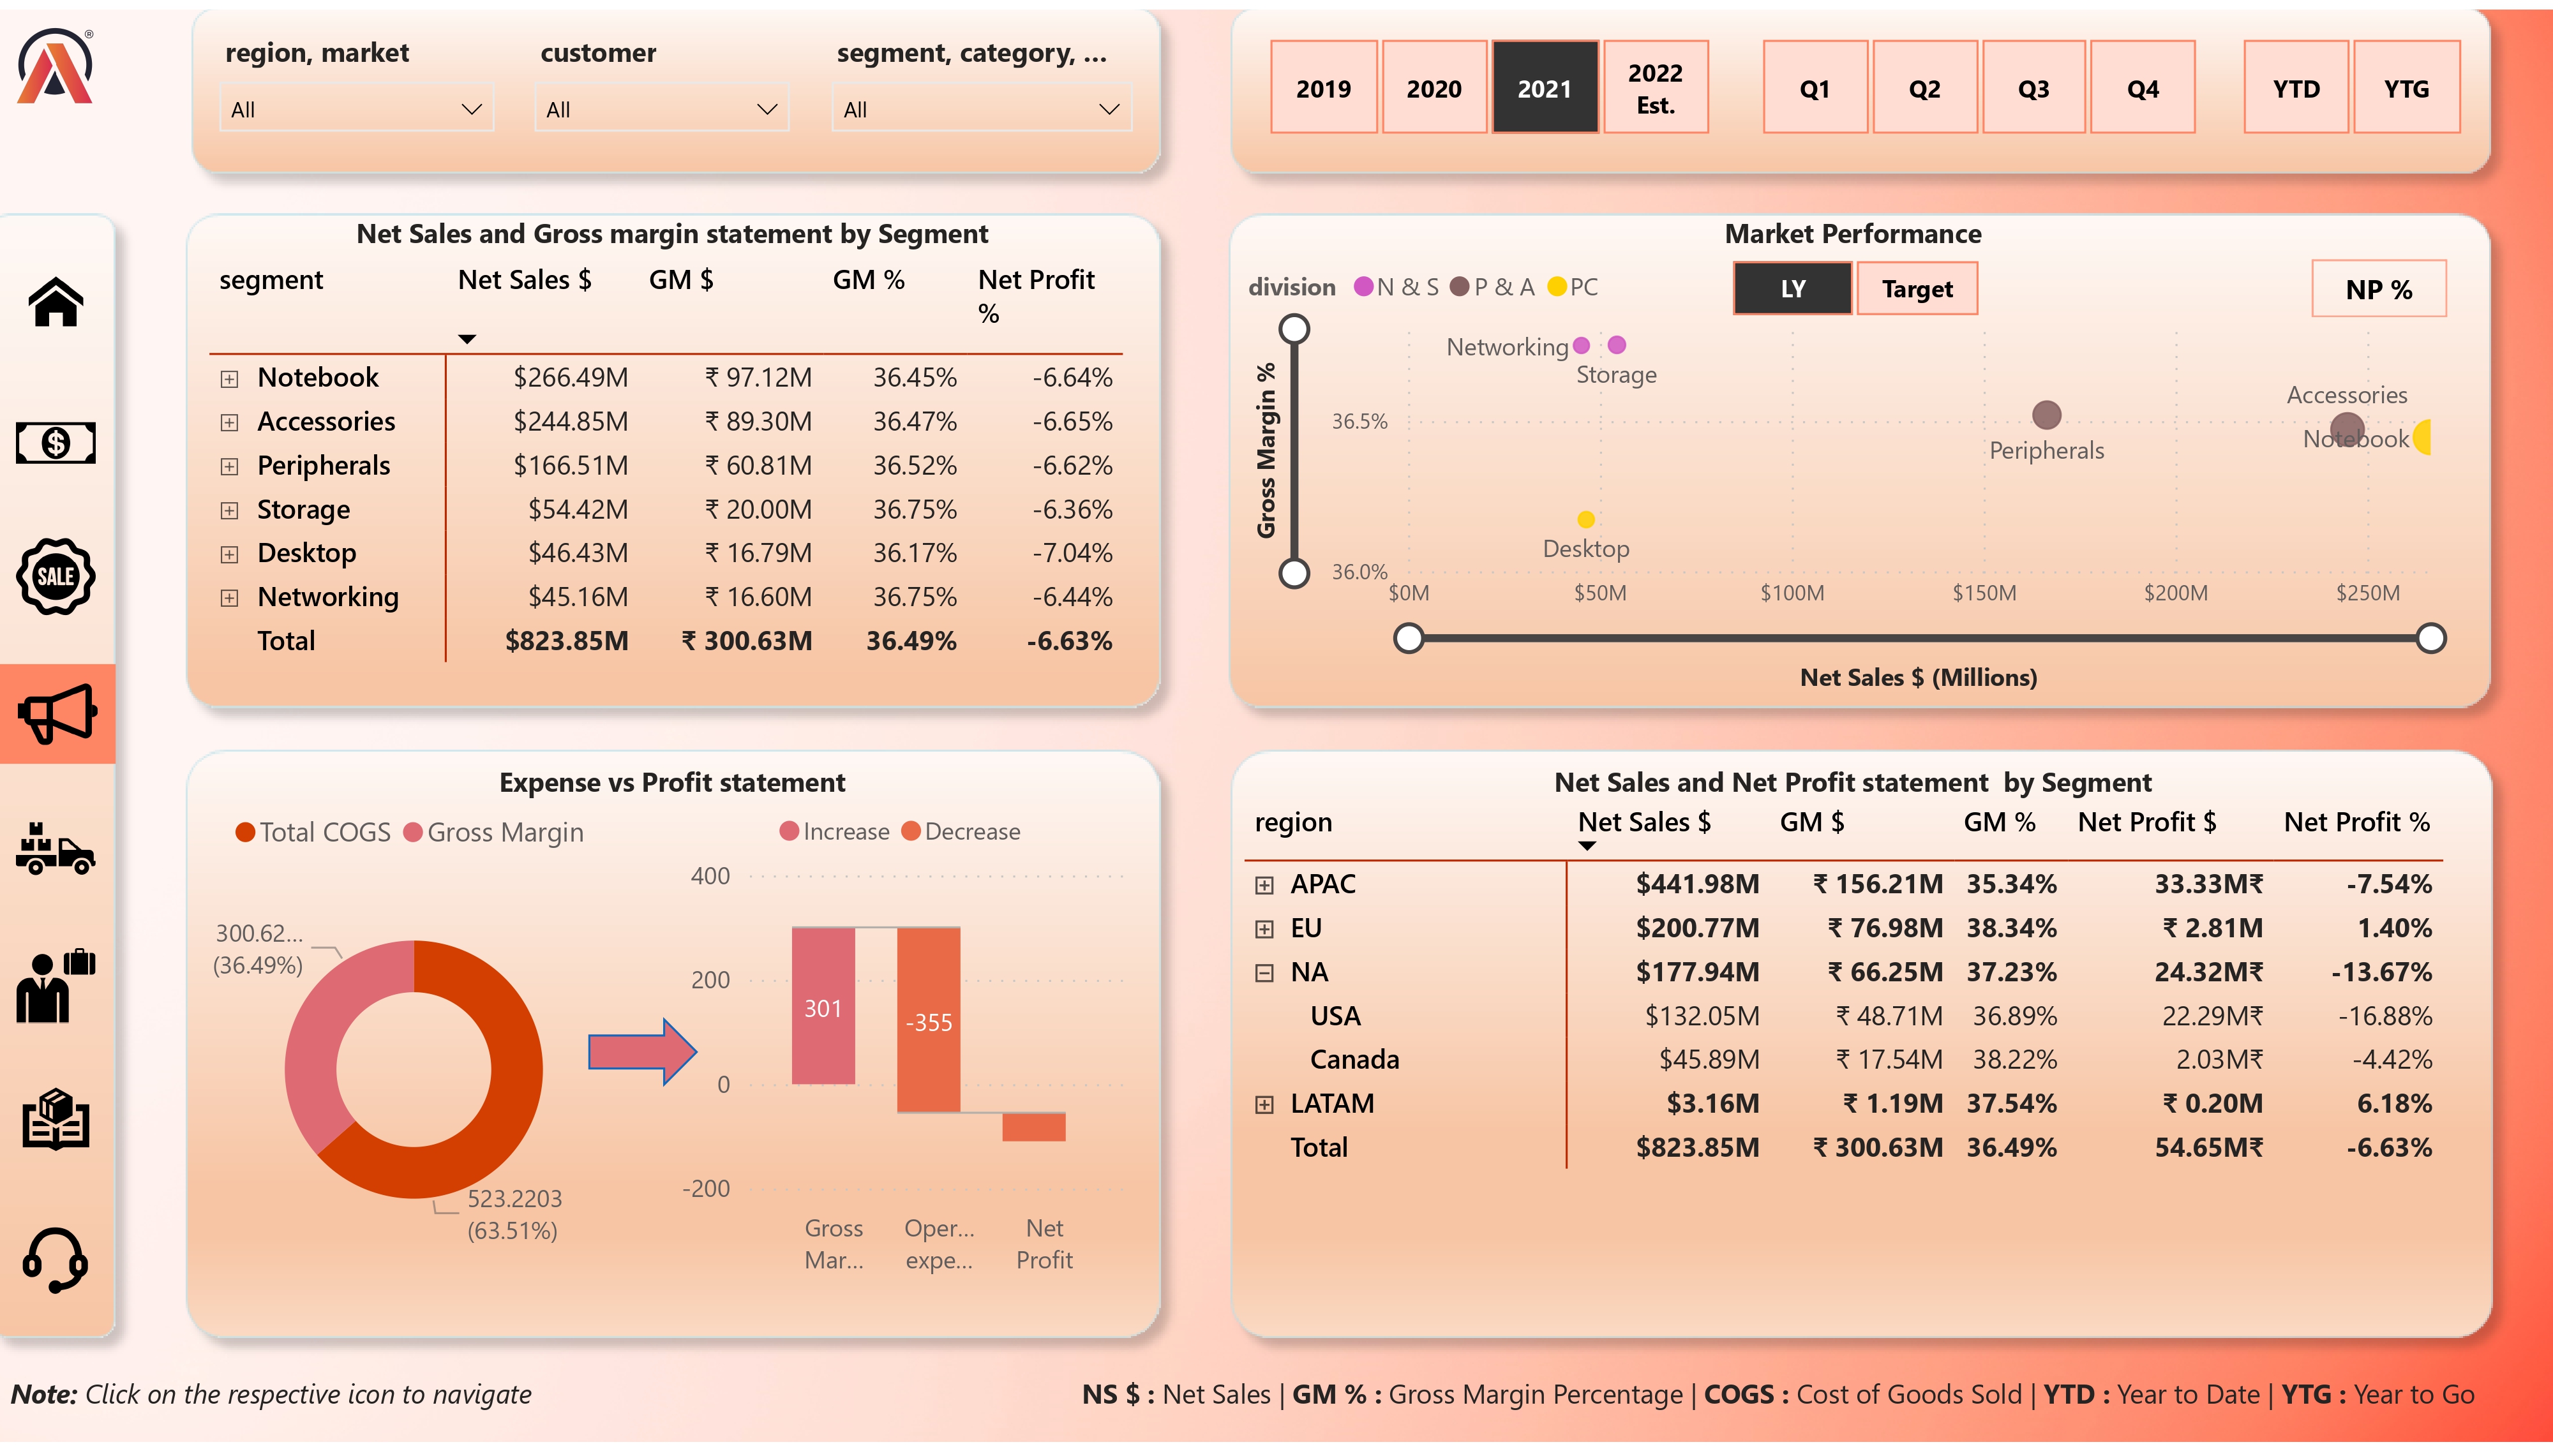 ®
region, market
customer
segment, category, ...
All
All
All
2019
2020
2021
2022
Est.
Q1
Q2
Q3
Q4
YTD
YTG
Net Sales and Gross margin statement by Segment
segment Net Sales $ GM $ GM % Net Profit
%
Notebook $266.49M ₹ 97.12M 36.45% -6.64%
Accessories $244.85M ₹ 89.30M 36.47% -6.65%
Peripherals $166.51M ₹ 60.81M 36.52% -6.62%
Storage $54.42M ₹ 20.00M 36.75% -6.36%
Desktop $46.43M ₹ 16.79M 36.17% -7.04%
Networking $45.16M ₹ 16.60M 36.75% -6.44%
Total $823.85M ₹ 300.63M 36.49% -6.63%
Market Performance
division N & S P & A PC
LY
Target
NP %
Gross Margin %
Networking
Storage
Accessories
36.5%
Notebook
Peripherals
Desktop
36.0%
$0M $50M $100M $150M $200M $250M
Net Sales $ (Millions)
SALE
Expense vs Profit statement
Total COGS Gross Margin
300.62...
(36.49%)
523.2203
(63.51%)
Increase Decrease
400
200
0
-200
301
-355
Gross
Mar...
Oper...
expe...
Net
Profit
Net Sales and Net Profit statement by Segment
region Net Sales $ GM $ GM % Net Profit $ Net Profit %
APAC $441.98M ₹ 156.21M 35.34% 33.33M₹ -7.54%
EU $200.77M ₹ 76.98M 38.34% ₹ 2.81M 1.40%
NA $177.94M ₹ 66.25M 37.23% 24.32M₹ -13.67%
USA $132.05M ₹ 48.71M 36.89% 22.29M₹ -16.88%
Canada $45.89M ₹ 17.54M 38.22% 2.03M₹ -4.42%
LATAM $3.16M ₹ 1.19M 37.54% ₹ 0.20M 6.18%
Total $823.85M ₹ 300.63M 36.49% 54.65M₹ -6.63%
Note: Click on the respective icon to navigate
NS $ : Net Sales | GM % : Gross Margin Percentage | COGS : Cost of Goods Sold | YTD : Year to Date | YTG : Year to Go